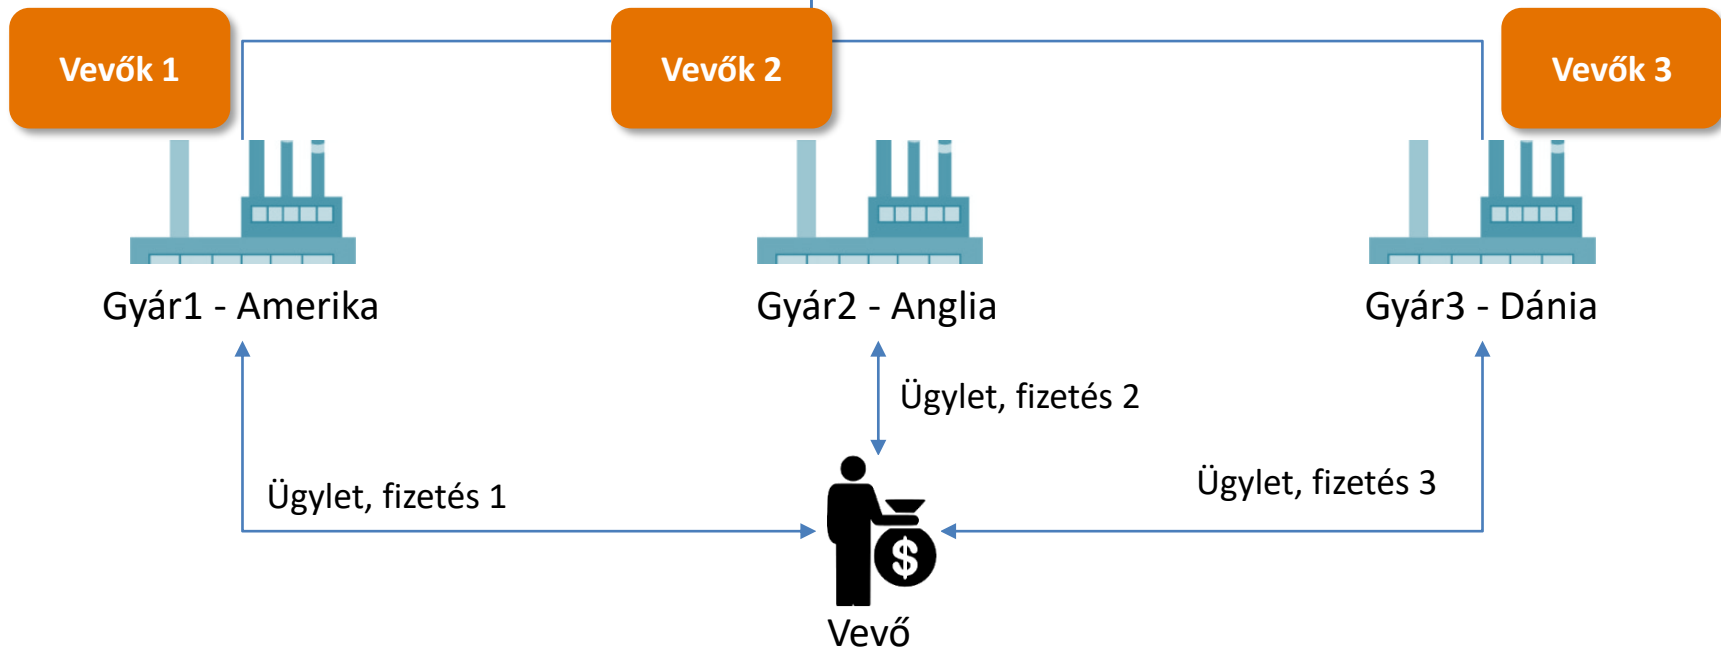 Vevők 1
Vevők 2
Vevők 3
Gyár1 - Amerika
Gyár2 - Anglia
Gyár3 - Dánia
Ügylet, fizetés 2
Ügylet, fizetés 1
Ügylet, fizetés 3
$
Vevő